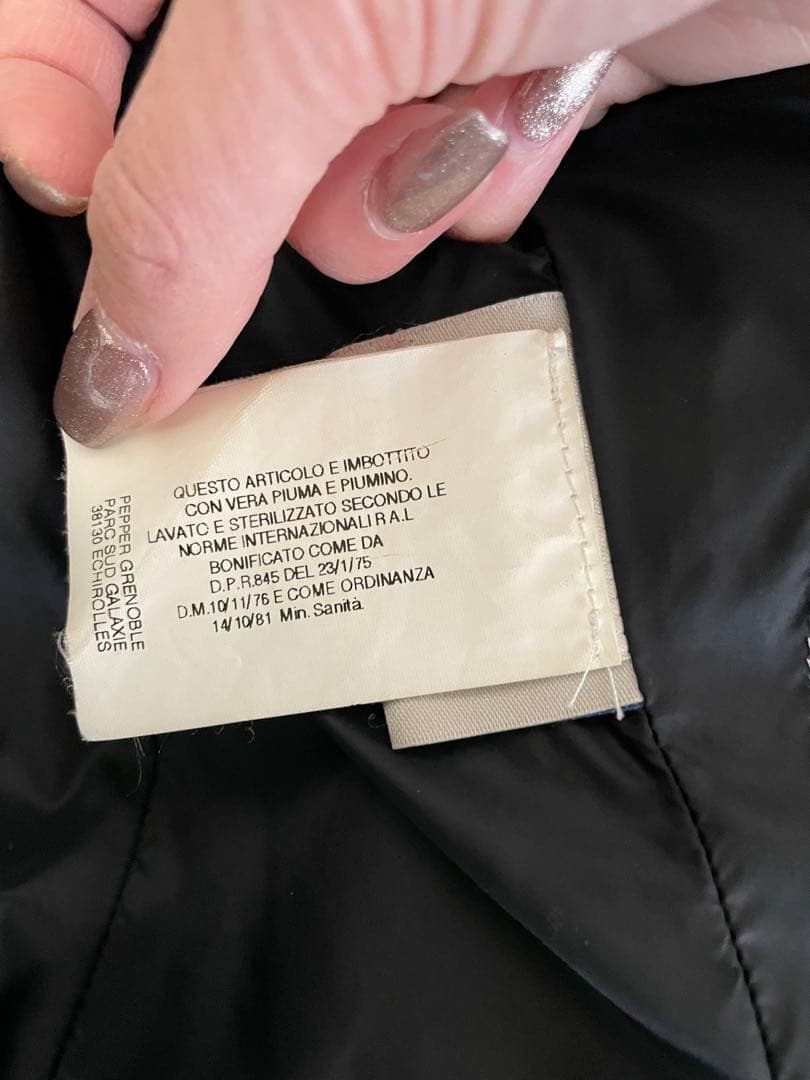 QUESTO ARTICOLO E IMBOTTITO
CON VERA PIUMA E PIUMINO.
LAVATO E STERILIZZATO SECONDO LE
NORME INTERNAZIONALI R A L
BONIFICATO COME DA
D.P.R.845 DEL 23/1/75
D.M.10/11/76 E COME ORDINANZA
14/10/81 Min. Sanità.
PEPPER GRENOBLE
PARC SUD GALAXIE
38130 ECHIROLLES